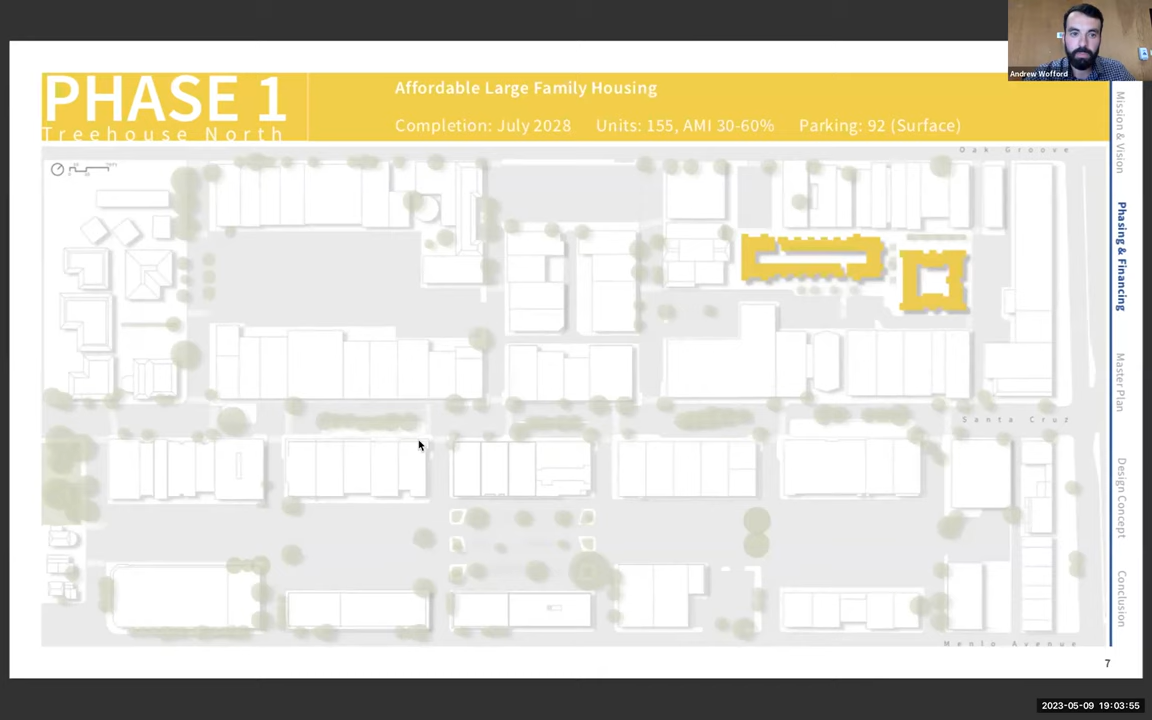 Andrew Wofford
PHASE 1
Treehouse North
Affordable Large Family Housing
Completion: July 2028 Units: 155, AMI 30-60% Parking: 92 (Surface)
Oak Groove
Santa Cruz
Menlo Avenue
Mission & Vision
Phasing & Financing
Master Plan
Design Concept
Conclusion
7
2023-05-09 19:03:55